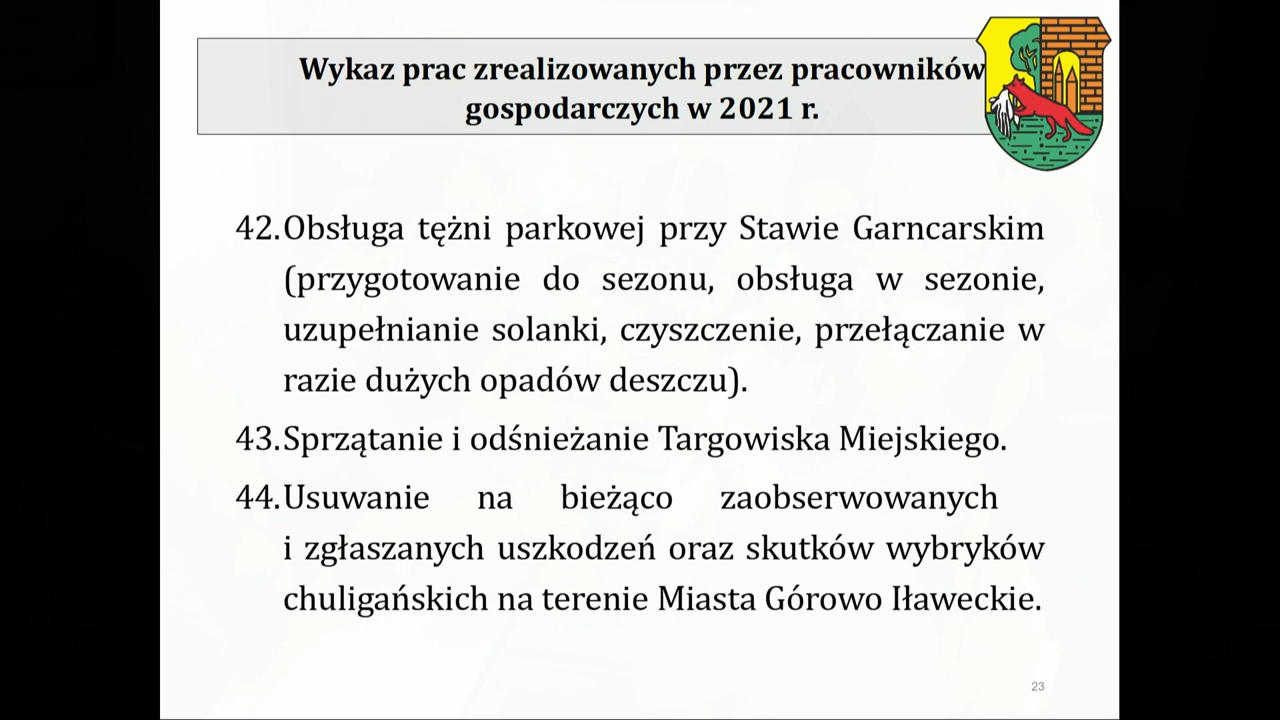 Wykaz prac zrealizowanych przez pracowników
gospodarczych w 2021 r.
42. Obsługa tężni parkowej przy Stawie Garncarskim
(przygotowanie do sezonu, obsługa w sezonie,
uzupełnianie solanki, czyszczenie, przełączanie w
razie dużych opadów deszczu).
43. Sprzątanie i odśnieżanie Targowiska Miejskiego.
44. Usuwanie na bieżąco zaobserwowanych
i zgłaszanych uszkodzeń oraz skutków wybryków
chuligańskich na terenie Miasta Górowo Iławeckie.
23